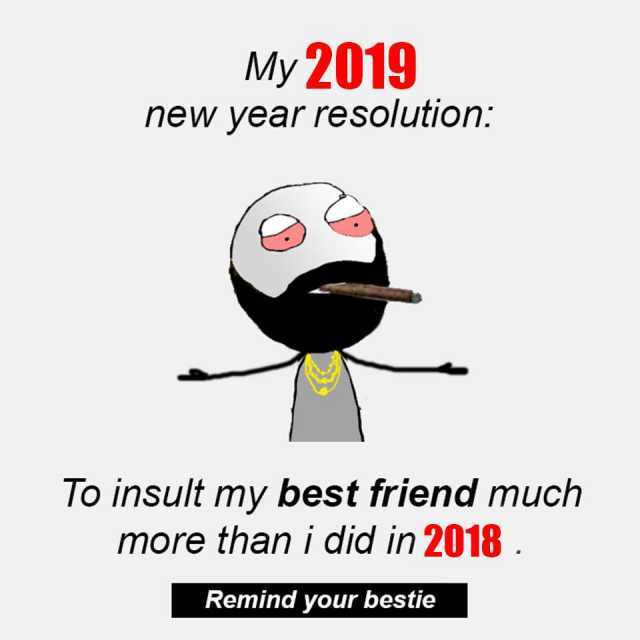 My 2019
new year resolution:
To insult my best friend much
more than i did in 2018 .
Remind your bestie